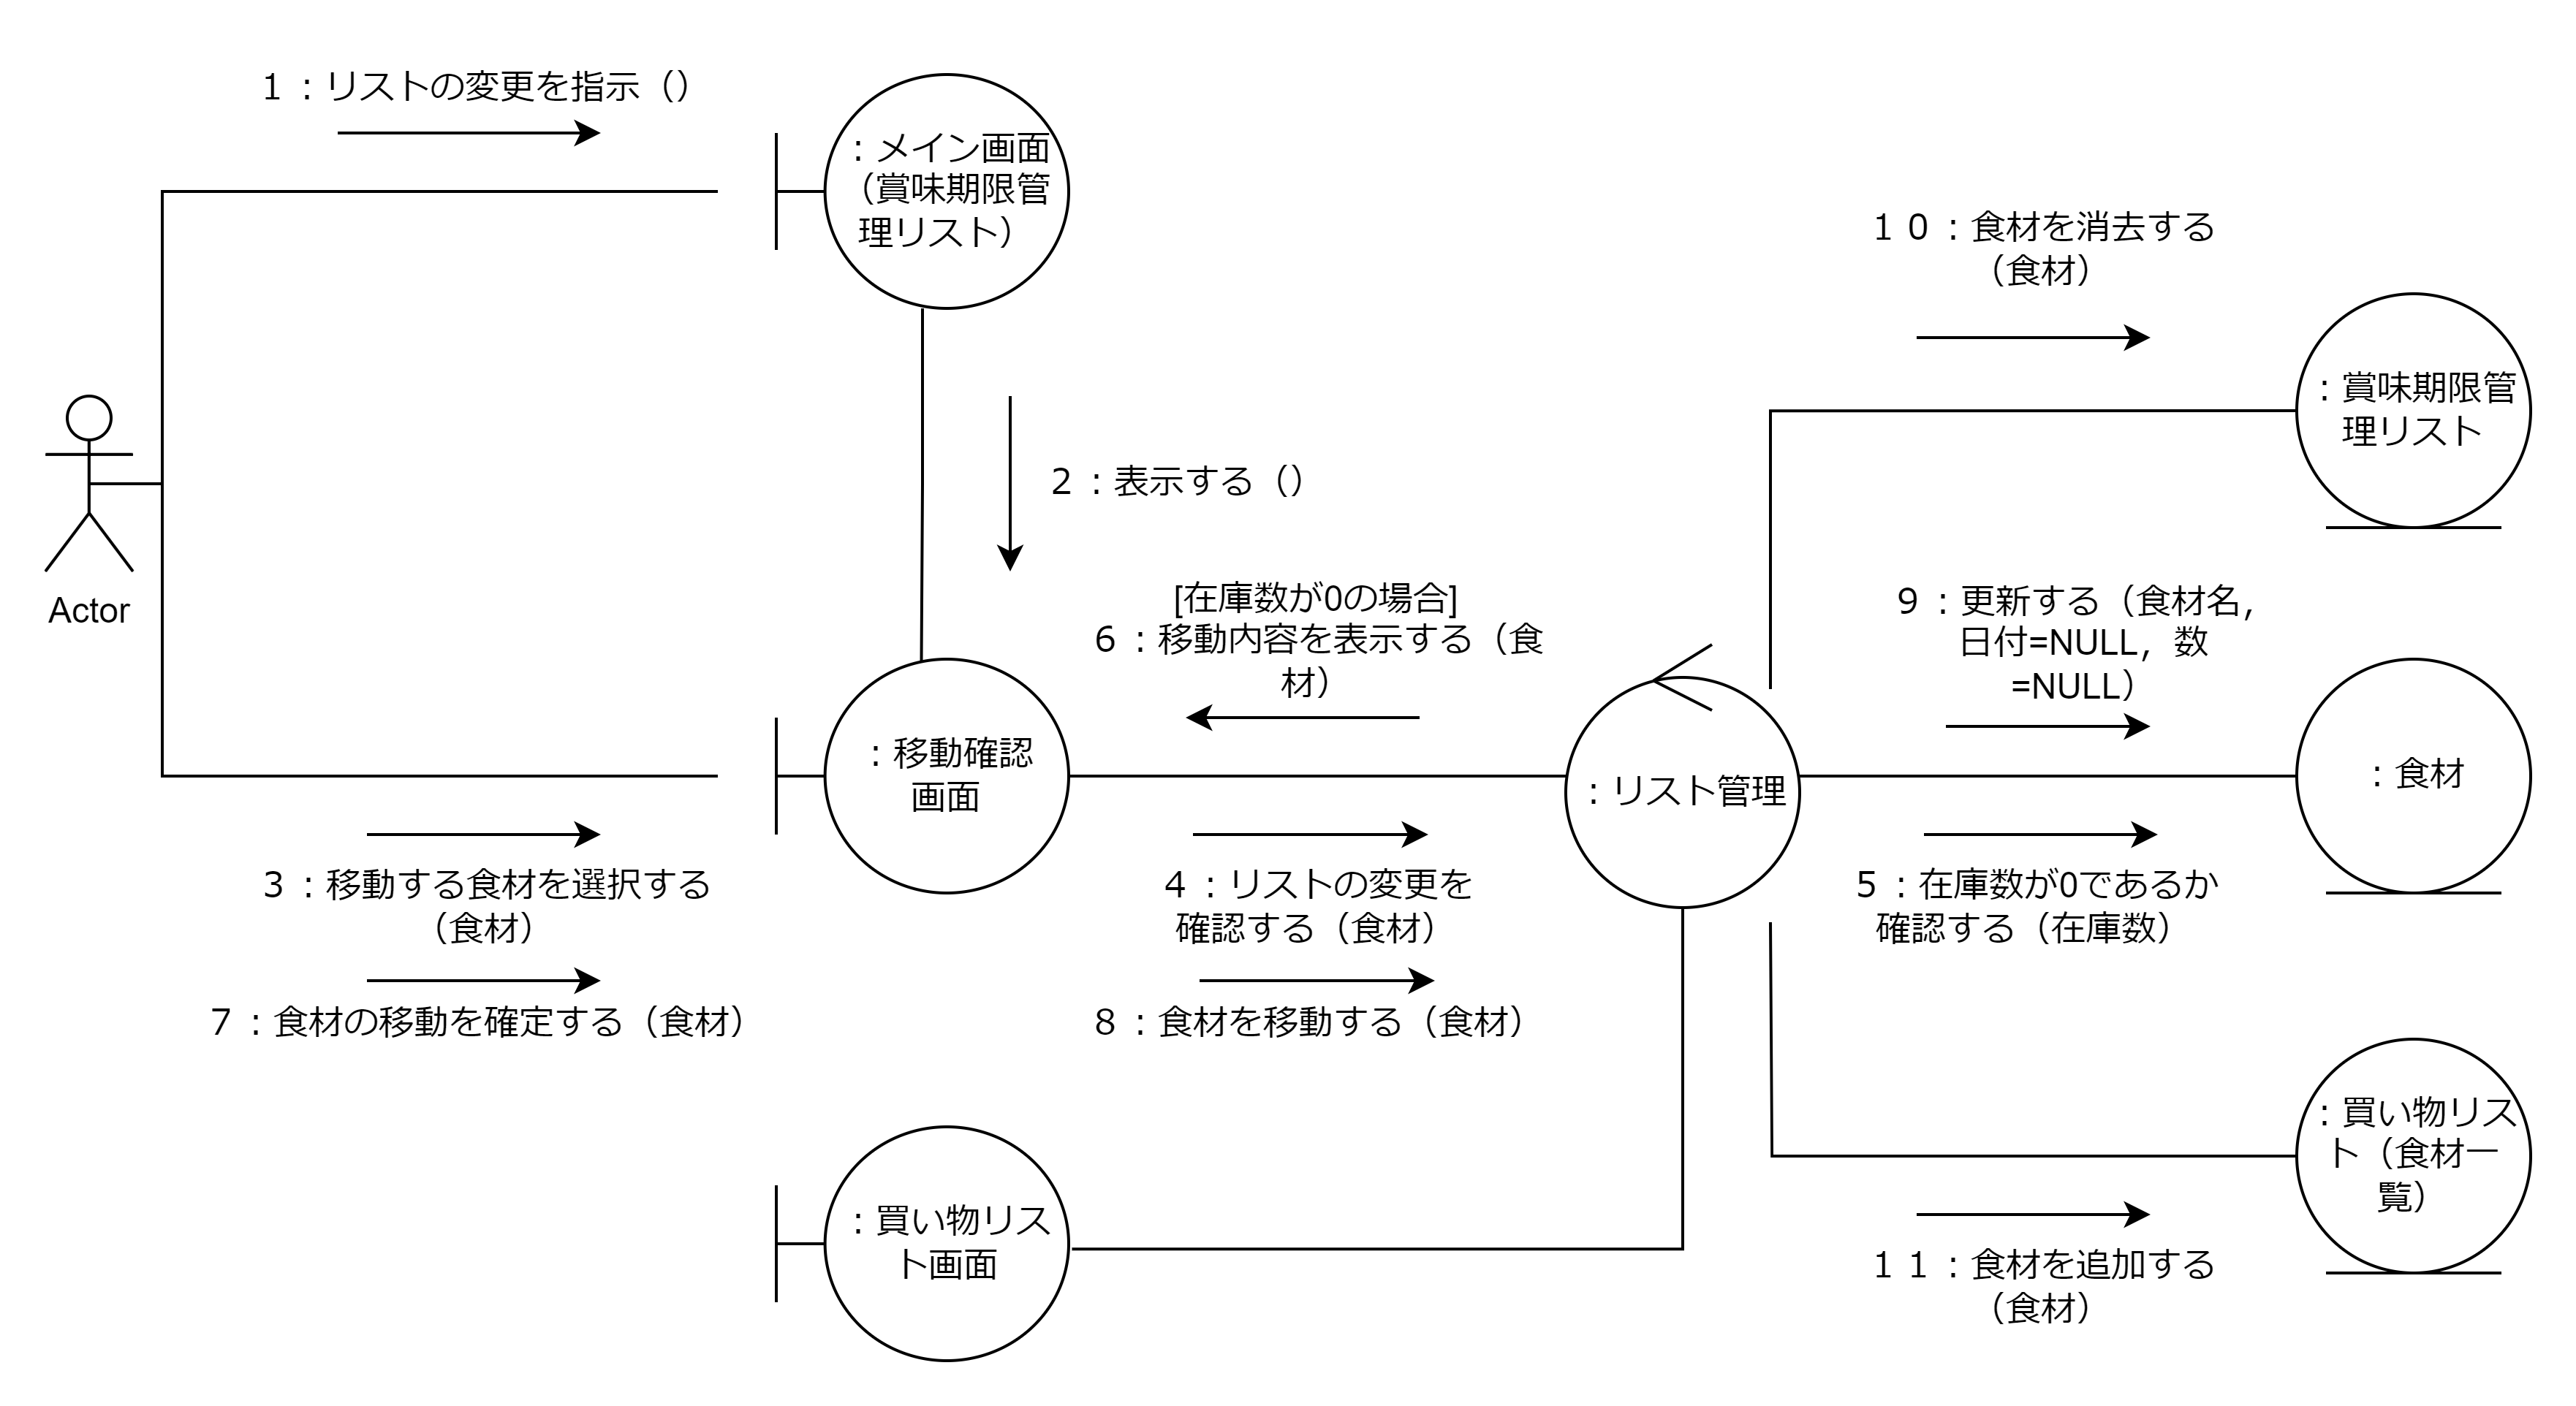 １：リストの変更を指示（）
：メイン画面
（賞味期限管
理リスト）
１０：食材を消去する
（食材）
：賞味期限管
理リスト
２：表示する（）
Actor
[在庫数が0の場合]
６：移動内容を表示する（食
材）
９：更新する（食材名，
日付=NULL，数
=NULL）
：移動確認
画面
：リスト管理
：食材
３：移動する食材を選択する
（食材）
４：リストの変更を
確認する（食材）
５：在庫数が0であるか
確認する（在庫数）
７：食材の移動を確定する（食材）
８：食材を移動する（食材）
：買い物リス
ト（食材一
覧）
：買い物リス
ト画面
１１：食材を追加する
（食材）